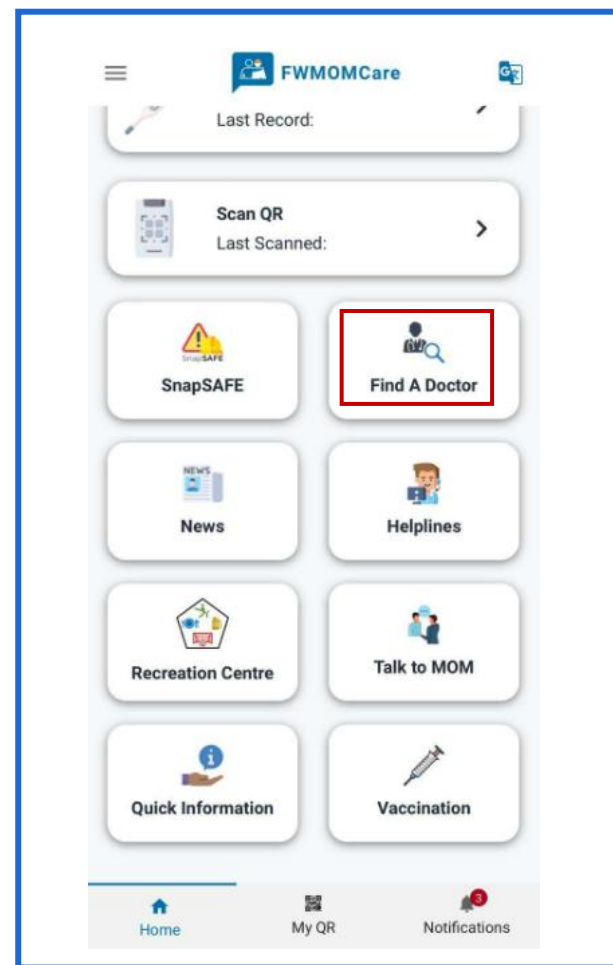 FWMOMCare
Last Record:
Scan QR
Last Scanned:
SnapSAFE
SnapSAFE
Find A Doctor
NEWS
News
Helplines
Recreation Centre
Talk to MOM
Quick Information
Vaccination
3
Home
My QR
Notifications